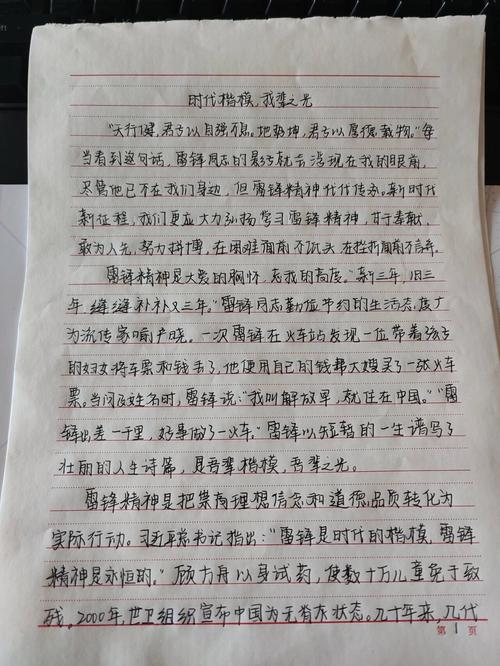 时代楷模,我辈之光
“天行健,君子以自强不息。地势坤,君子以厚德载物。”每
当看到这句话,雷锋同志的影子就会浮现在我的眼前,
尽管他已不在我们身边,但雷锋精神代代传承。新时代
新征程,我们更应大力弘扬学习雷锋精神,甘于奉献,
敢为人先,努力拼搏,在困难面前不低头,在挫折面前不言弃。
雷锋精神是大爱的胸怀,忘我的高度。“新三年,旧三
年,缝缝补补又三年。”雷锋同志勤俭节约的生活态度广
为流传家喻户晓。一次雷锋在火车站发现一位带着孩子
的妇女将车票和钱丢了,他便用自己的钱帮大嫂买了一张火车
票。当问及姓名时,雷锋说:“我叫解放军,就住在中国。”“雷
锋出差一千里,好事做了一火车。”雷锋以短暂的一生谱写了
壮丽的人生诗篇,是吾辈楷模,吾辈之光。
雷锋精神是把崇高理想信念和道德品质转化为
实际行动。习近平总书记指出:“雷锋是时代的楷模,雷锋
精神是永恒的。”顾方舟以身试药,使数十万儿童免于致
残。2000年,世卫组织宣布中国为无脊灰状态。几十年来,几代
第 1 页